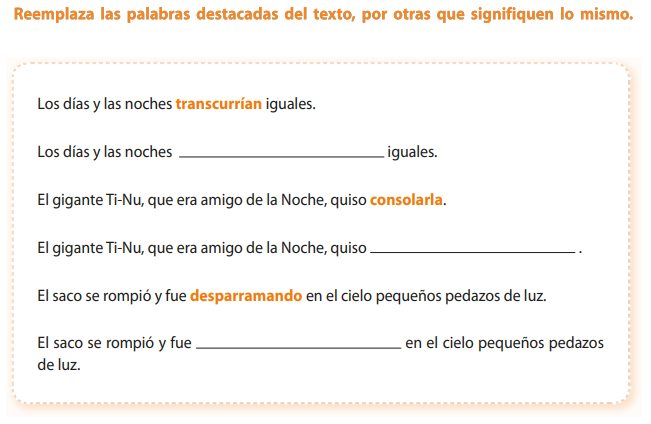 Reemplaza las palabras destacadas del texto, por otras que signifiquen lo mismo.
Los días y las noches transcurrían iguales.
Los días y las noches ______________________ iguales.
El gigante Ti-Nu, que era amigo de la Noche, quiso consolarla.
El gigante Ti-Nu, que era amigo de la Noche, quiso ______________________ .
El saco se rompió y fue desparramando en el cielo pequeños pedazos de luz.
El saco se rompió y fue ______________________ en el cielo pequeños pedazos
de luz.